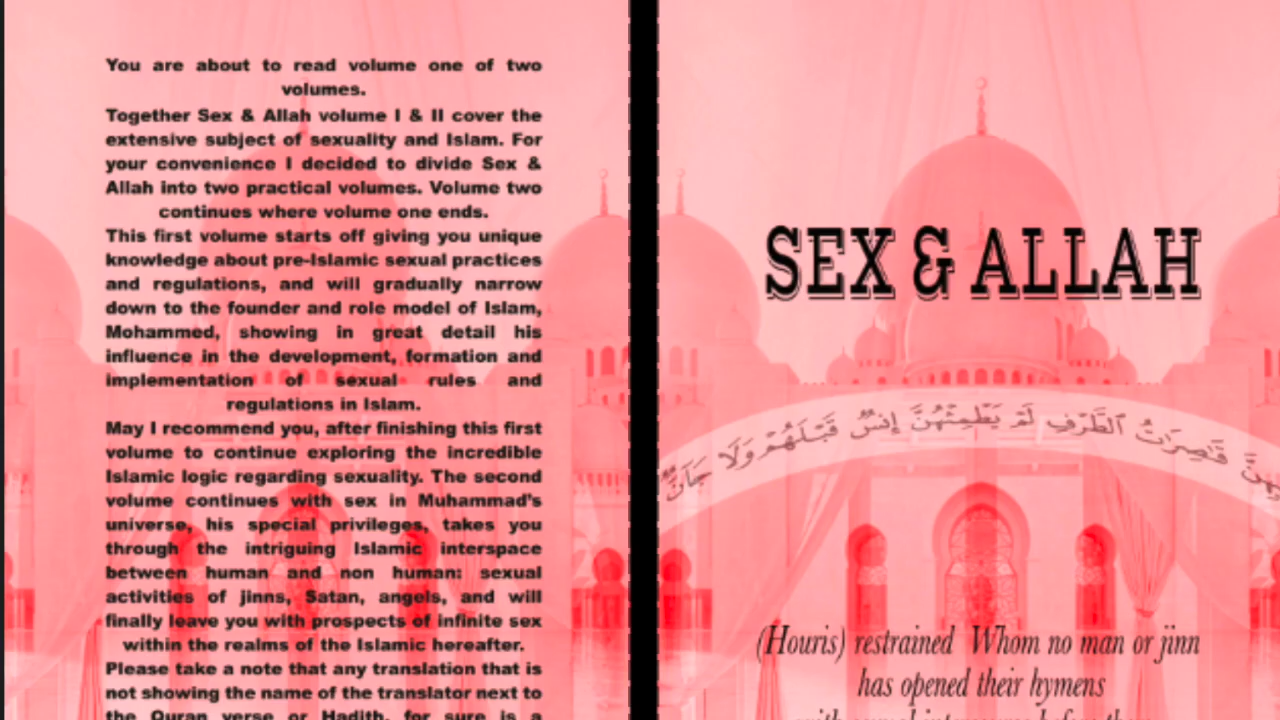 You are about to read volume one of two
volumes.
Together Sex & Allah volume I & II cover the
extensive subject of sexuality and Islam. For
your convenience I decided to divide Sex &
Allah into two practical volumes. Volume two
continues where volume one ends.
This first volume starts off giving you unique
knowledge about pre-Islamic sexual practices
and regulations, and will gradually narrow
down to the founder and role model of Islam,
Mohammed, showing in great detail his
influence in the development, formation and
implementation of sexual rules and
regulations in Islam.
May I recommend you, after finishing this first
volume to continue exploring the incredible
Islamic logic regarding sexuality. The second
volume continues with sex in Muhammad's
universe, his special privileges, takes you
through the intriguing Islamic interspace
between human and non human: sexual
activities of jinns, Satan, angels, and will
finally leave you with prospects of infinite sex
within the realms of the Islamic hereafter.
Please take a note that any translation that is
not showing the name of the translator next to
the Quran verse or Hadith, for sure is a
SEX & ALLAH
قَٰصِرَٰتُ ٱلطَّرْفِ لَمْ يَطْمِثْهُنَّ إِنسٌ قَبْلَهُمْ وَلَا جَآنٌّ
(Houris) restrained Whom no man or jinn
has opened their hymens